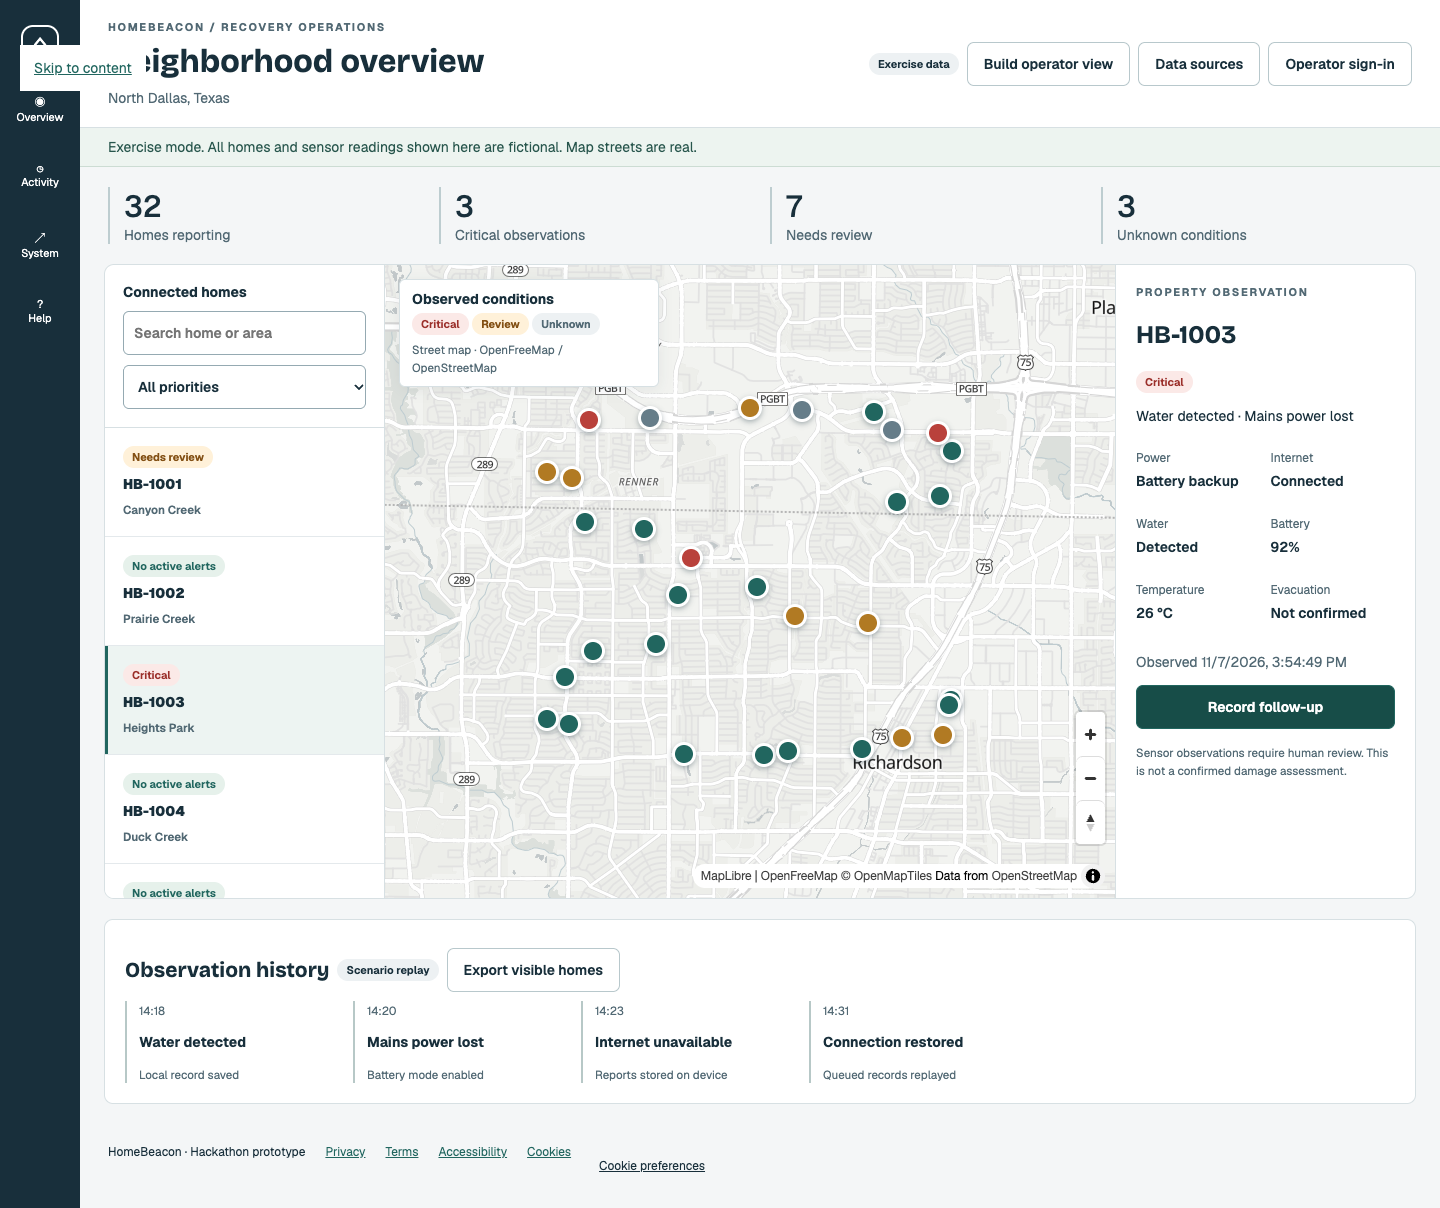 Skip to content
Overview
Activity
System
?
Help
HOMEBEACON / RECOVERY OPERATIONS
eighborhood overview
North Dallas, Texas
Exercise data
Build operator view
Data sources
Operator sign-in
Exercise mode. All homes and sensor readings shown here are fictional. Map streets are real.
32
Homes reporting
3
Critical observations
7
Needs review
3
Unknown conditions
Connected homes
Search home or area
All priorities
Needs review
HB-1001
Canyon Creek
No active alerts
HB-1002
Prairie Creek
Critical
HB-1003
Heights Park
No active alerts
HB-1004
Duck Creek
No active alerts
Observed conditions
Critical Review Unknown
Street map · OpenFreeMap /
OpenStreetMap
289
Pla
75
PGBT
PGBT
PGBT
289
RENNER
289
75
75
Richardson
289
+
−
MapLibre | OpenFreeMap © OpenMapTiles Data from OpenStreetMap
PROPERTY OBSERVATION
HB-1003
Critical
Water detected · Mains power lost
Power
Battery backup
Internet
Connected
Water
Detected
Battery
92%
Temperature
26 °C
Evacuation
Not confirmed
Observed 11/7/2026, 3:54:49 PM
Record follow-up
Sensor observations require human review. This
is not a confirmed damage assessment.
Observation history
Scenario replay
Export visible homes
14:18
Water detected
Local record saved
14:20
Mains power lost
Battery mode enabled
14:23
Internet unavailable
Reports stored on device
14:31
Connection restored
Queued records replayed
HomeBeacon · Hackathon prototype
Privacy
Terms
Accessibility
Cookies
Cookie preferences